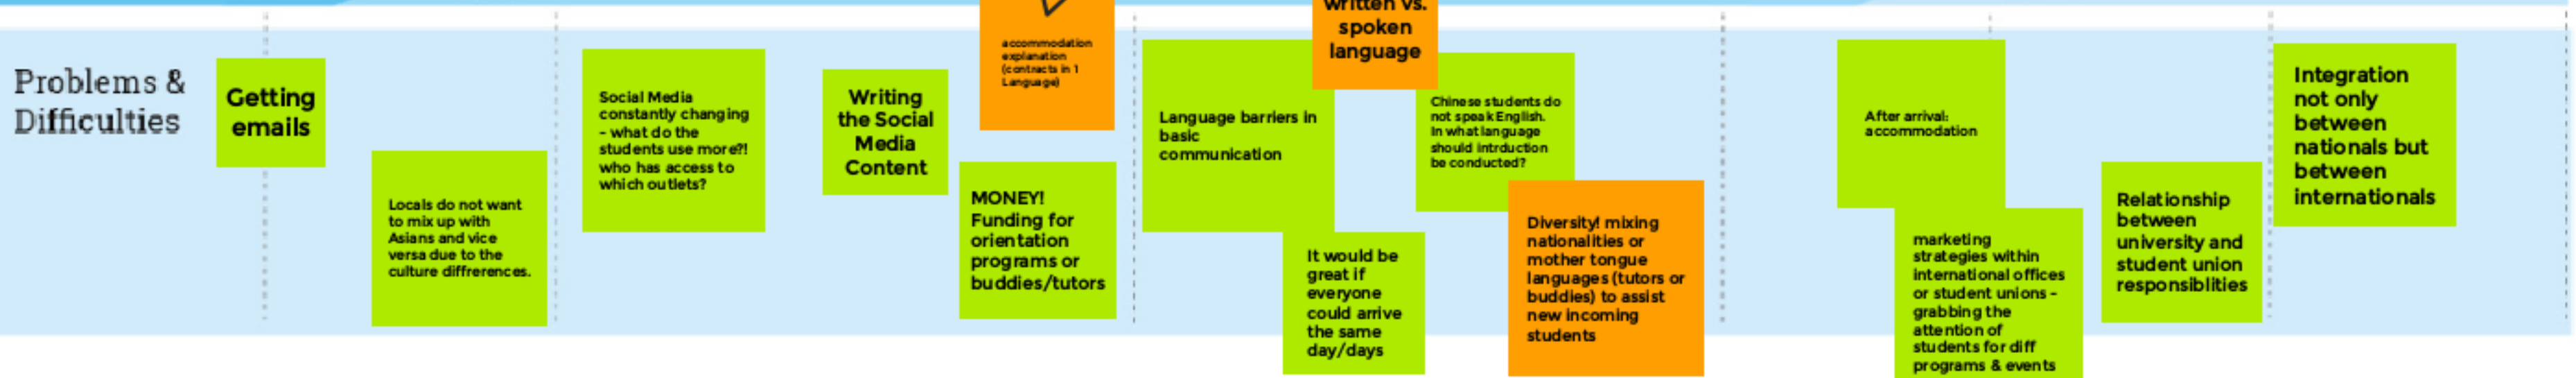 Problems &
Difficulties
Getting
emails
Locals do not want
to mix up with
Asians and vice
versa due to the
culture diffrerences.
Social Media
constantly changing
- what do the
students use more?!
who has access to
which outlets?
Writing
the Social
Media
Content
accommodation
explanation
(contracts in 1
Language)
MONEY!
Funding for
orientation
programs or
buddies/tutors
Language barriers in
basic
communication
written vs.
spoken
language
Chinese students do
not speak English.
In what language
should intrduction
be conducted?
It would be
great if
everyone
could arrive
the same
day/days
Diversity! mixing
nationalities or
mother tongue
languages (tutors or
buddies) to assist
new incoming
students
After arrival:
accommodation
marketing
strategies within
international offices
or student unions -
grabbing the
attention of
students for diff
programs & events
Relationship
between
university and
student union
responsiblities
Integration
not only
between
nationals but
between
internationals